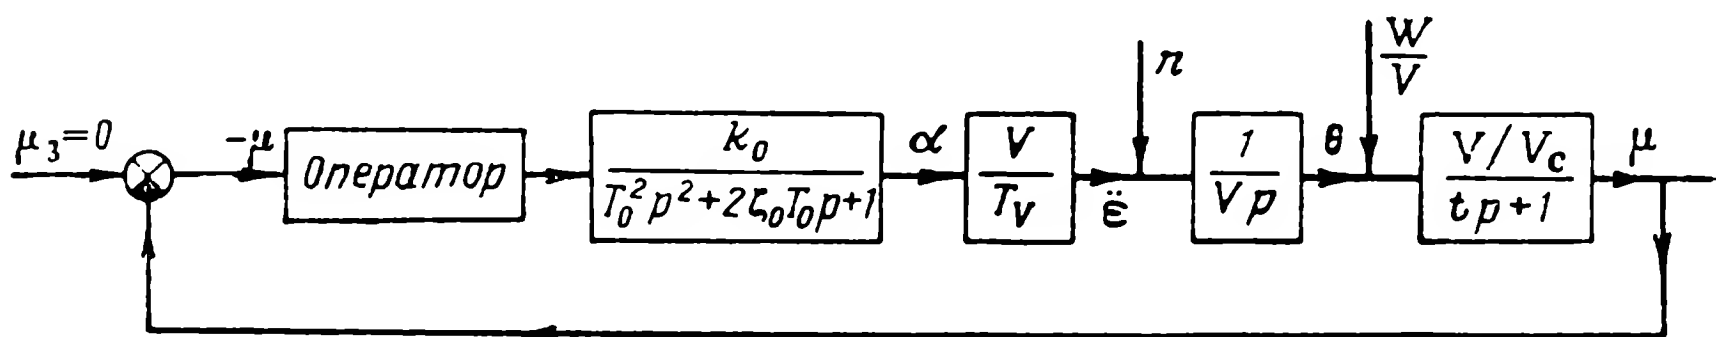 μ₃=0
-μ
Оператор
k₀
T₀²p²+2ζ₀T₀p+1
α
V
T_V
ε̈
n
1
Vp
θ
W
V
V/V_c
tp+1
μ